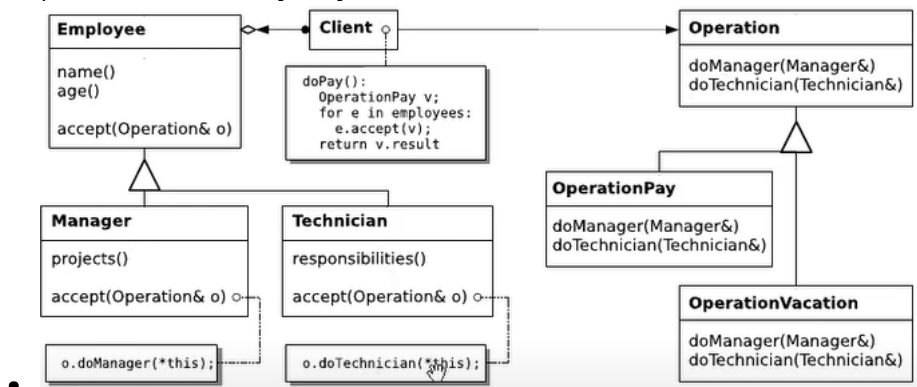 Employee
name()
age()
accept(Operation& o)
Client
doPay():
OperationPay v;
for e in employees:
e.accept(v);
return v.result
Operation
doManager(Manager&)
doTechnician(Technician&)
Manager
projects()
accept(Operation& o)
o.doManager(*this);
Technician
responsibilities()
accept(Operation& o)
o.doTechnician(*this);
OperationPay
doManager(Manager&)
doTechnician(Technician&)
OperationVacation
doManager(Manager&)
doTechnician(Technician&)